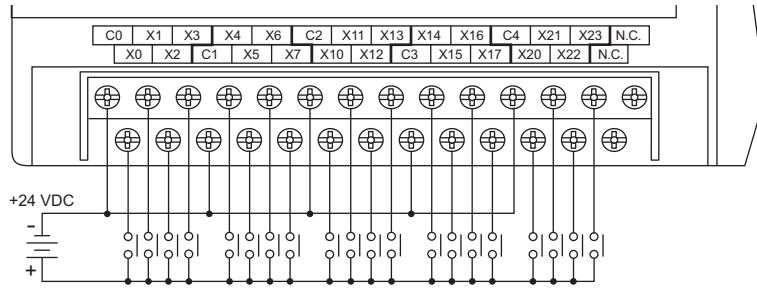 C0 X1 X3 X4 X6 C2 X11 X13 X14 X16 C4 X21 X23 N.C.
X0 X2 C1 X5 X7 X10 X12 C3 X15 X17 X20 X22 N.C.
+24 VDC
-
+